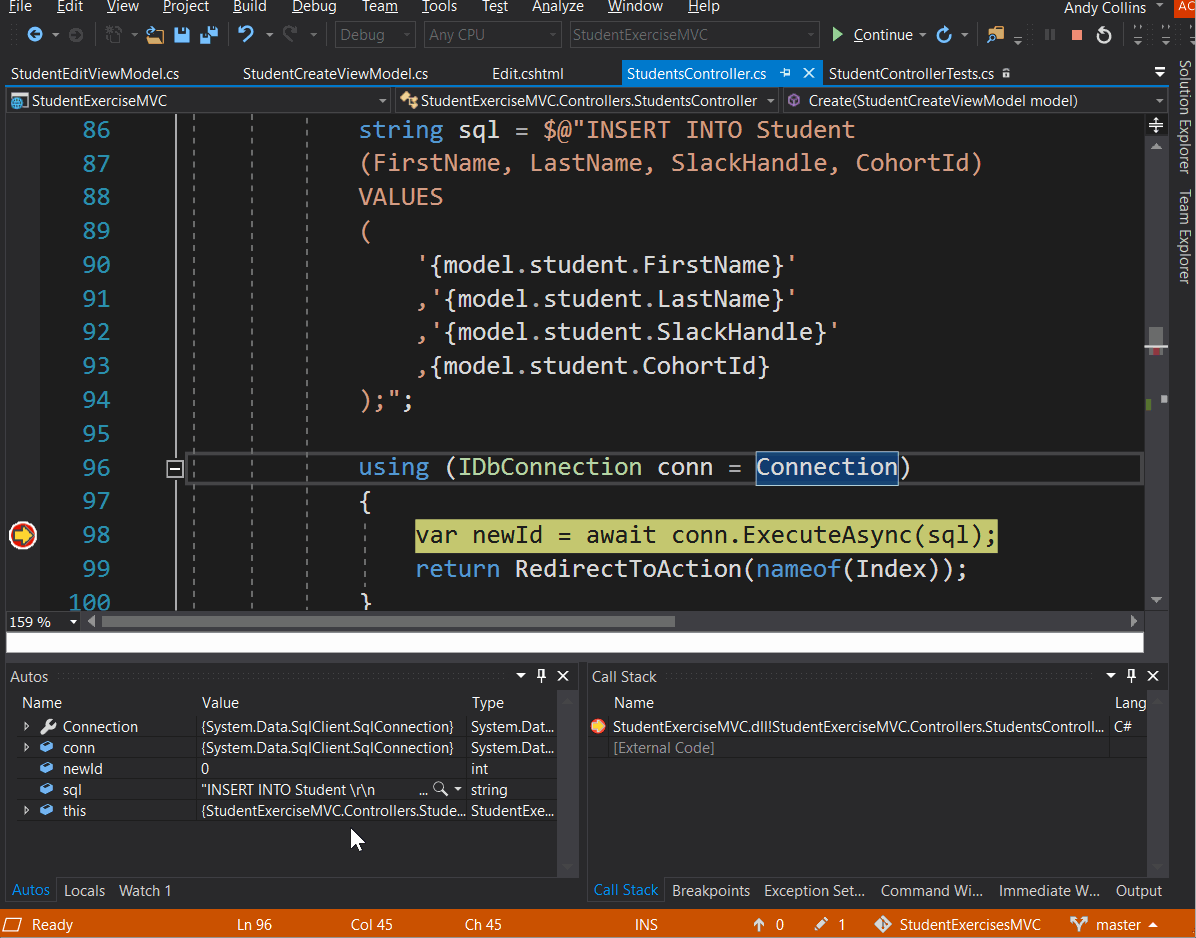 File Edit View Project Build Debug Team Tools Test Analyze Window Help Andy Collins AC
Debug Any CPU StudentExerciseMVC Continue
StudentEditViewModel.cs StudentCreateViewModel.cs Edit.cshtml StudentsController.cs StudentControllerTests.cs
StudentExerciseMVC StudentExerciseMVC.Controllers.StudentsController Create(StudentCreateViewModel model)
86 string sql = $@"INSERT INTO Student
87 (FirstName, LastName, SlackHandle, CohortId)
88 VALUES
89 (
90 '{model.student.FirstName}'
91 ,'{model.student.LastName}'
92 ,'{model.student.SlackHandle}'
93 ,{model.student.CohortId}
94 );";
95
96 using (IDbConnection conn = Connection)
97 {
98 var newId = await conn.ExecuteAsync(sql);
99 return RedirectToAction(nameof(Index));
100 }
159 %
Solution Explorer
Team Explorer
Autos
Name Value Type
Connection {System.Data.SqlClient.SqlConnection} System.Dat...
conn {System.Data.SqlClient.SqlConnection} System.Dat...
newId 0 int
sql "INSERT INTO Student \r\n ... string
this {StudentExerciseMVC.Controllers.Stude... StudentExe...
Autos Locals Watch 1
Call Stack
Name Lang
StudentExerciseMVC.dll!StudentExerciseMVC.Controllers.StudentsControll... C#
[External Code]
Call Stack Breakpoints Exception Set... Command Wi... Immediate W... Output
Ready Ln 96 Col 45 Ch 45 INS 0 1 StudentExercisesMVC master